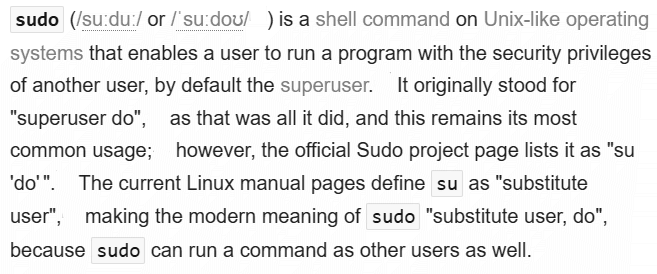 sudo (/suːduː/ or /ˈsuːdoʊ/ ) is a shell command on Unix-like operating
systems that enables a user to run a program with the security privileges
of another user, by default the superuser. It originally stood for
"superuser do", as that was all it did, and this remains its most
common usage; however, the official Sudo project page lists it as "su
'do'". The current Linux manual pages define su as "substitute
user", making the modern meaning of sudo "substitute user, do",
because sudo can run a command as other users as well.